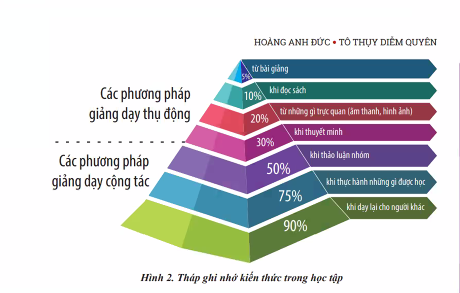 HOÀNG ANH ĐỨC • TÔ THỤY DIỄM QUYÊN
Các phương pháp
giảng dạy thụ động
Các phương pháp
giảng dạy cộng tác
5% từ bài giảng
10% khi đọc sách
20% từ những gì trực quan (âm thanh, hình ảnh)
30% khi thuyết minh
50% khi thảo luận nhóm
75% khi thực hành những gì được học
90% khi dạy lại cho người khác
Hình 2. Tháp ghi nhớ kiến thức trong học tập